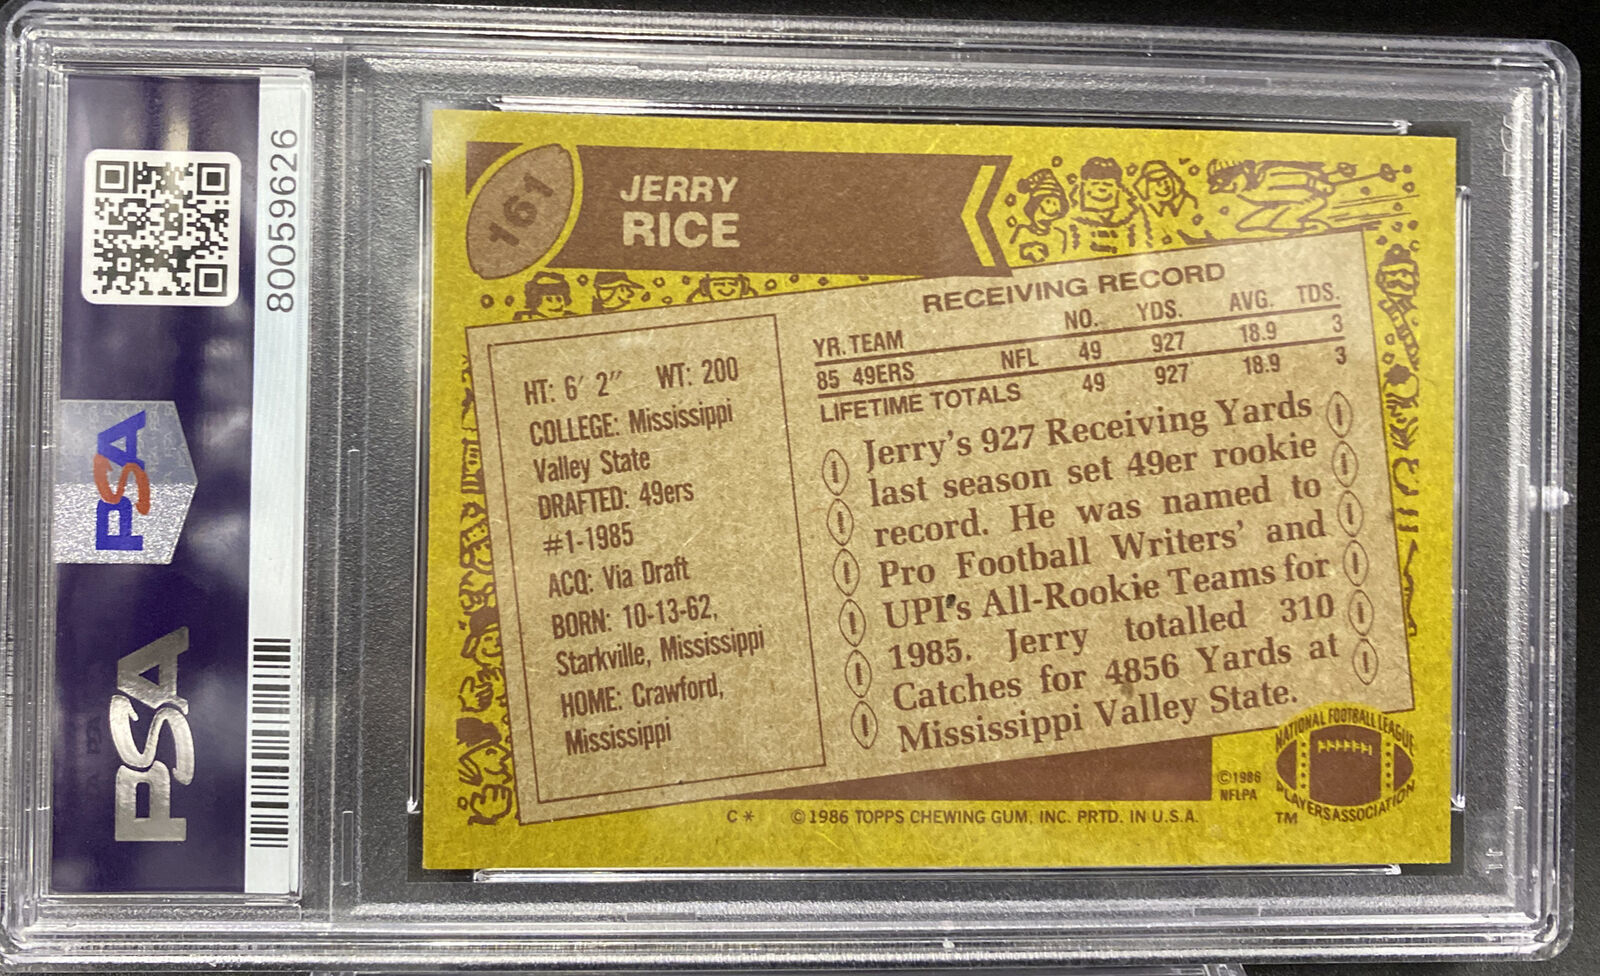 80059626
PSA
PSA
161
JERRY
RICE
RECEIVING RECORD
YR. TEAM NO. YDS. AVG. TDS.
85 49ERS NFL 49 927 18.9 3
LIFETIME TOTALS 49 927 18.9 3
HT: 6′ 2″ WT: 200
COLLEGE: Mississippi
Valley State
DRAFTED: 49ers
#1-1985
ACQ: Via Draft
BORN: 10-13-62,
Starkville, Mississippi
HOME: Crawford,
Mississippi
Jerry's 927 Receiving Yards
last season set 49er rookie
record. He was named to
Pro Football Writers' and
UPI's All-Rookie Teams for
1985. Jerry totalled 310
Catches for 4856 Yards at
Mississippi Valley State.
©1986
NFLPA
NATIONAL FOOTBALL LEAGUE
PLAYERS ASSOCIATION
TM
C* ©1986 TOPPS CHEWING GUM, INC. PRTD. IN U.S.A.